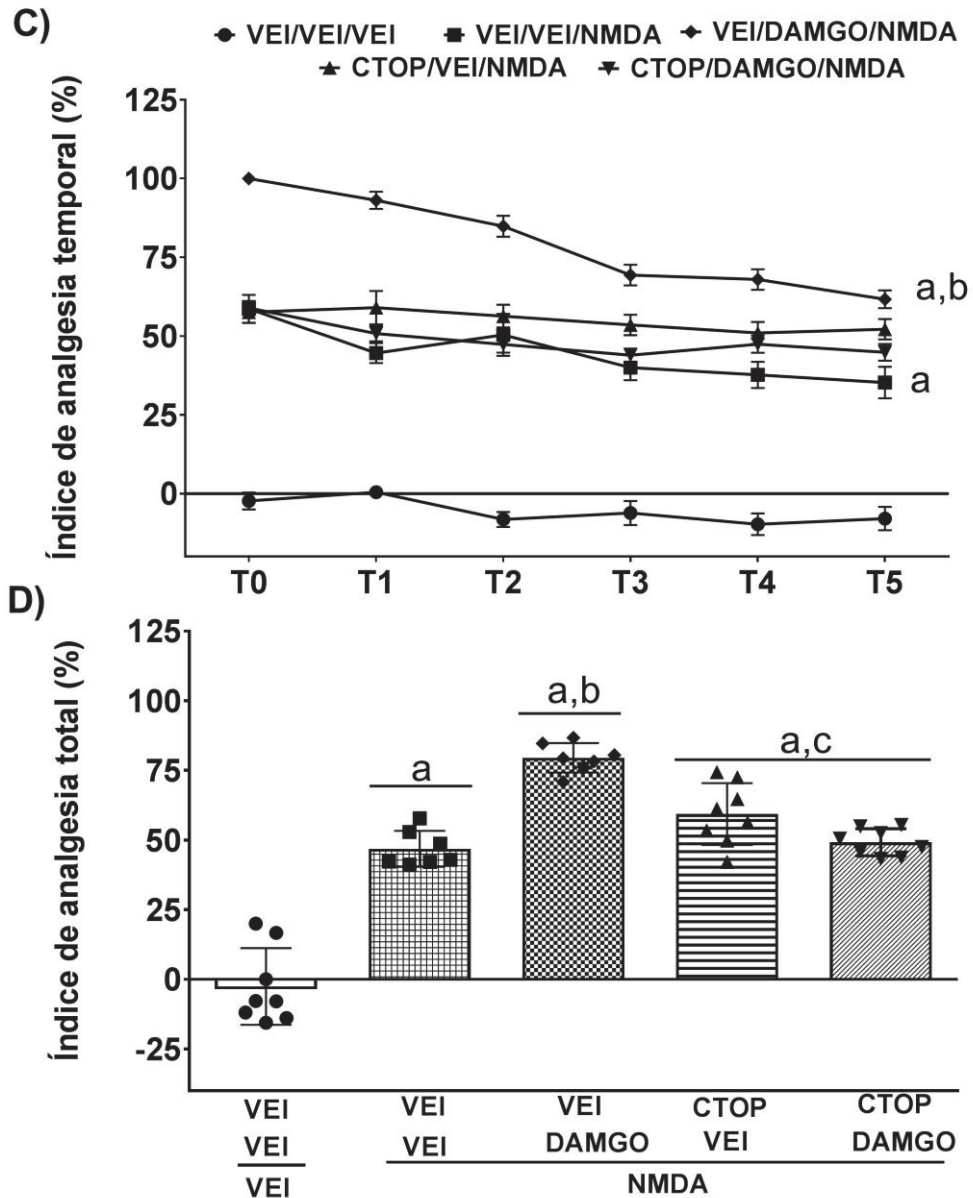 C)
VEI/VEI/VEI VEI/VEI/NMDA VEI/DAMGO/NMDA
CTOP/VEI/NMDA CTOP/DAMGO/NMDA
Índice de analgesia temporal (%)
125
100
75
50
25
0
a,b
a
T0 T1 T2 T3 T4 T5
D)
Índice de analgesia total (%)
125
100
75
50
25
0
-25
a
a,b
a,c
VEI VEI VEI CTOP CTOP
VEI VEI DAMGO VEI DAMGO
VEI NMDA